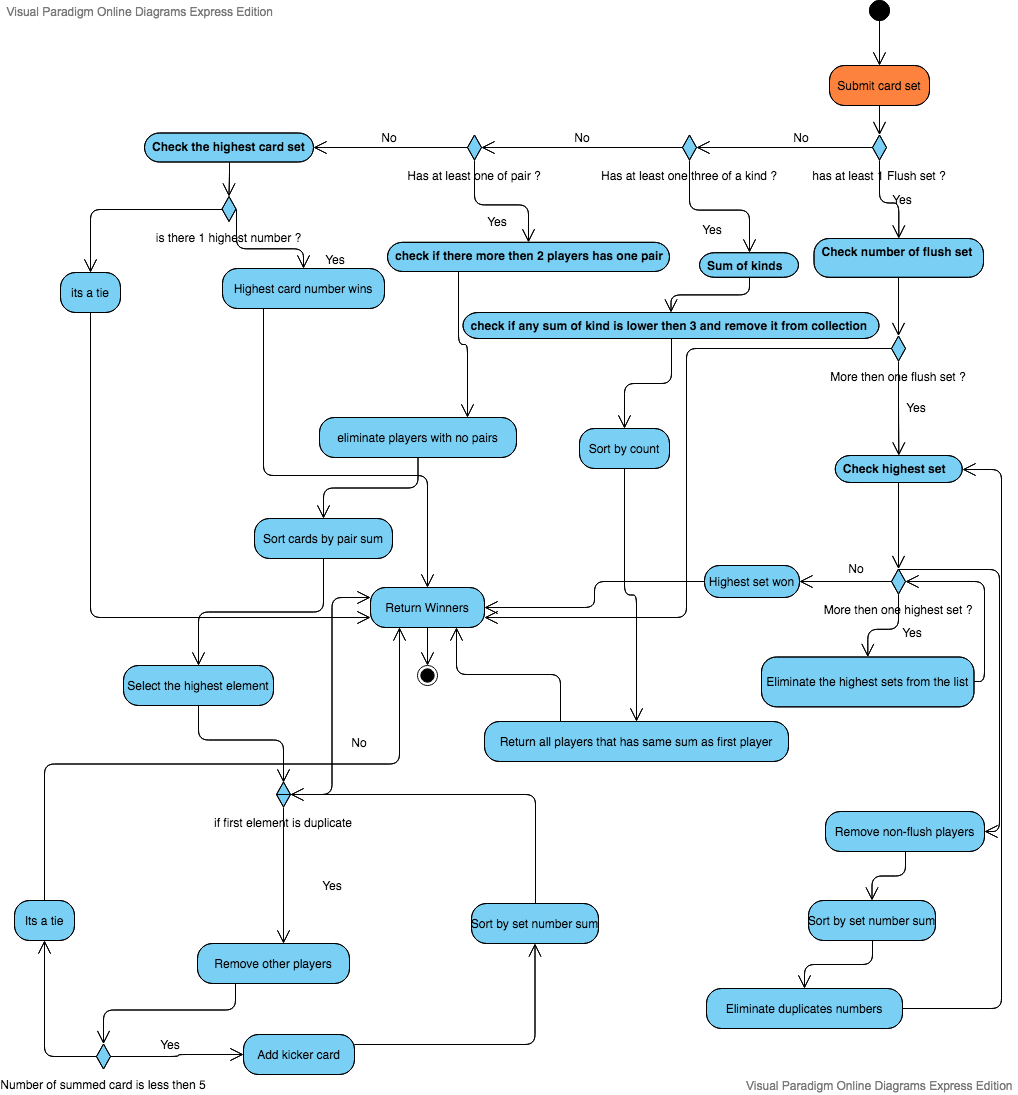 Visual Paradigm Online Diagrams Express Edition
Submit card set
Check the highest card set
No
No
No
Has at least one of pair ?
Has at least one three of a kind ?
has at least 1 Flush set ?
Yes
is there 1 highest number ?
Yes
Yes
Yes
check if there more then 2 players has one pair
Sum of kinds
Check number of flush set
its a tie
Highest card number wins
check if any sum of kind is lower then 3 and remove it from collection
More then one flush set ?
Yes
eliminate players with no pairs
Sort by count
Check highest set
Sort cards by pair sum
No
Highest set won
Return Winners
More then one highest set ?
Yes
Select the highest element
Eliminate the highest sets from the list
No
Return all players that has same sum as first player
if first element is duplicate
Remove non-flush players
Yes
Its a tie
Sort by set number sum
Sort by set number sum
Remove other players
Eliminate duplicates numbers
Yes
Add kicker card
Number of summed card is less then 5
Visual Paradigm Online Diagrams Express Edition